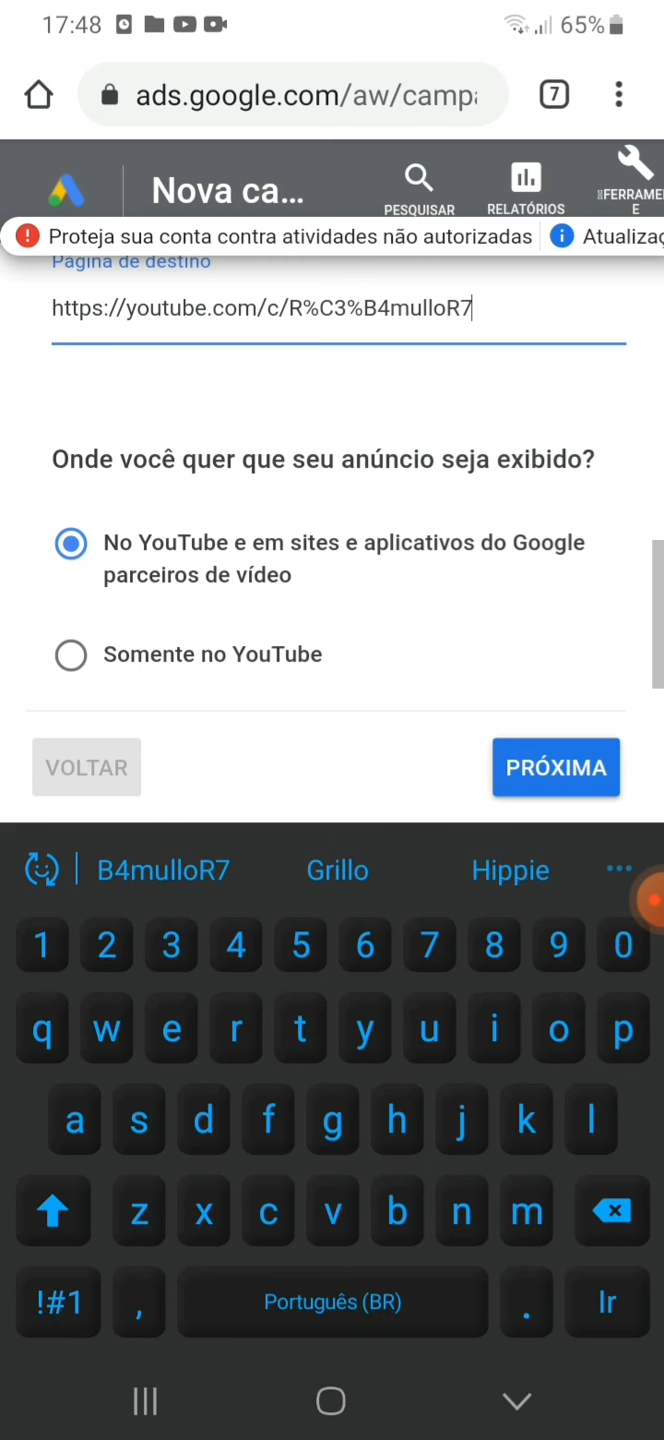 17:48 65%
ads.google.com/aw/camp
7
Nova ca...
PESQUISAR
RELATÓRIOS
FERRAME
E
Proteja sua conta contra atividades não autorizadas
Atualizaç
Página de destino
https://youtube.com/c/R%C3%B4mulloR7
Onde você quer que seu anúncio seja exibido?
No YouTube e em sites e aplicativos do Google
parceiros de vídeo
Somente no YouTube
VOLTAR
PRÓXIMA
B4mulloR7 Grillo Hippie ...
1 2 3 4 5 6 7 8 9 0
q w e r t y u i o p
a s d f g h j k l
z x c v b n m
!#1 , Português (BR) . Ir